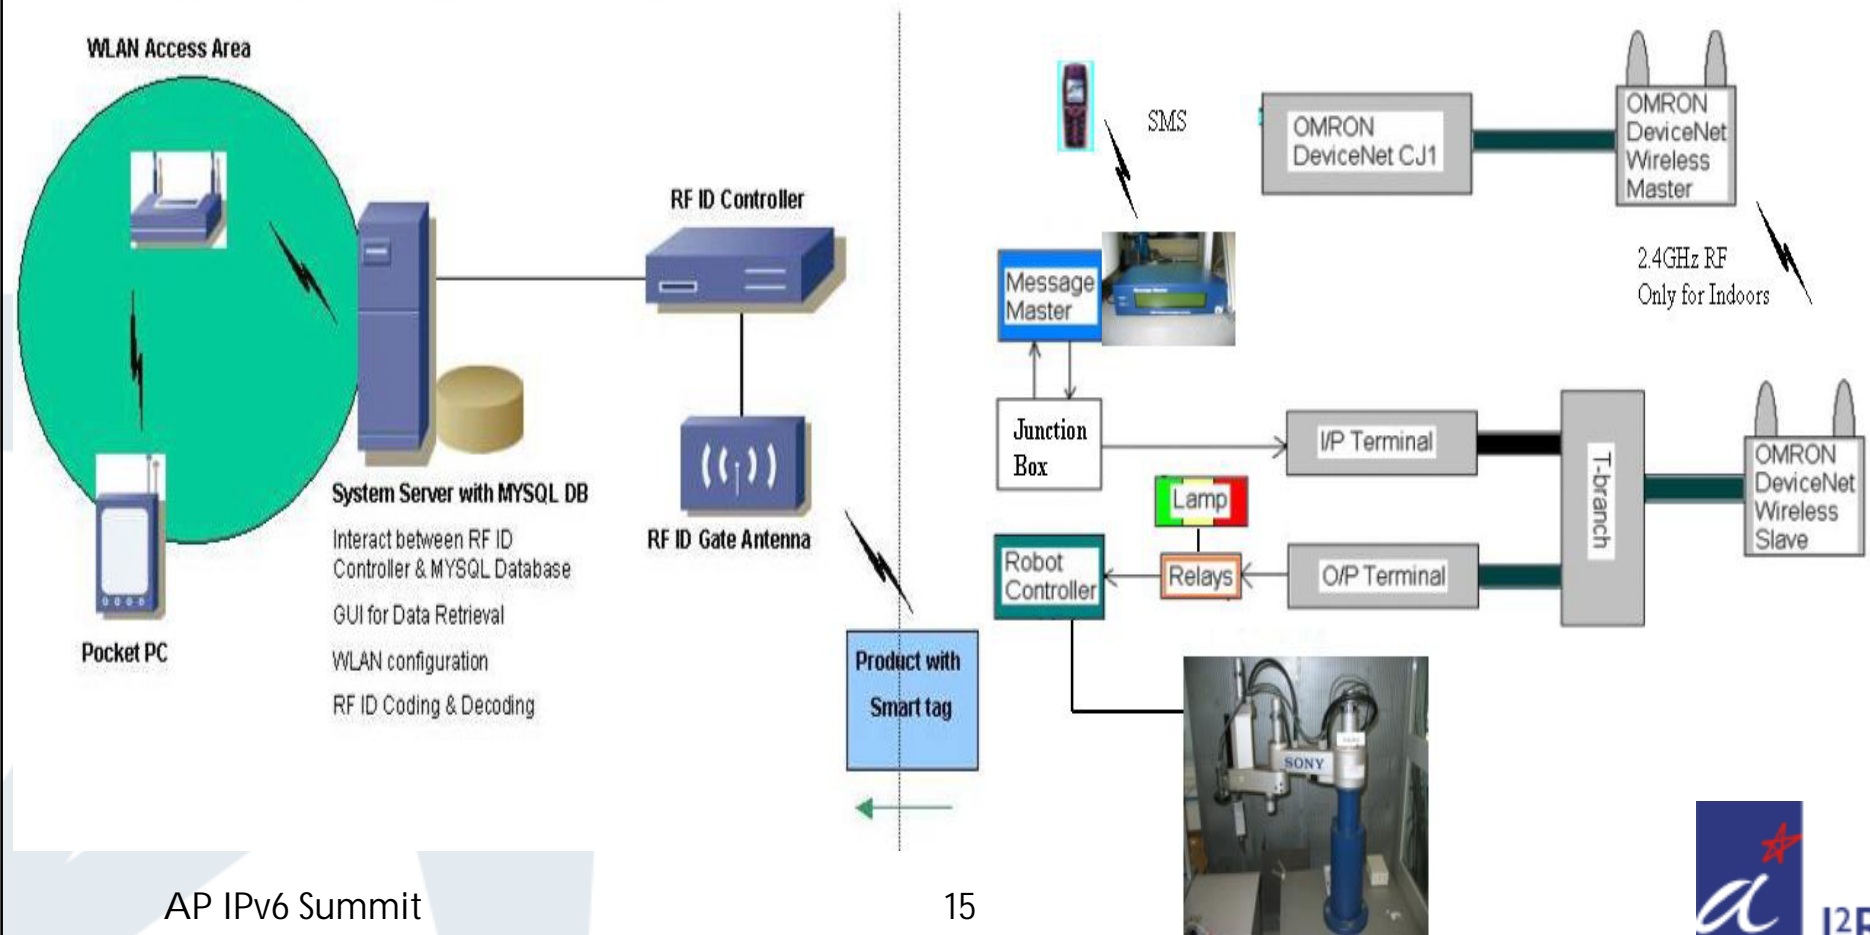 WLAN Access Area
Pocket PC
System Server with MYSQL DB
Interact between RF ID
Controller & MYSQL Database
GUI for Data Retrieval
WLAN configuration
RF ID Coding & Decoding
RF ID Controller
RF ID Gate Antenna
Product with
Smart tag
SMS
OMRON
DeviceNet CJ1
OMRON
DeviceNet
Wireless
Master
2.4GHz RF
Only for Indoors
Message
Master
Junction
Box
I/P Terminal
Lamp
T-branch
OMRON
DeviceNet
Wireless
Slave
Robot
Controller
Relays
O/P Terminal
SONY
AP IPv6 Summit
15